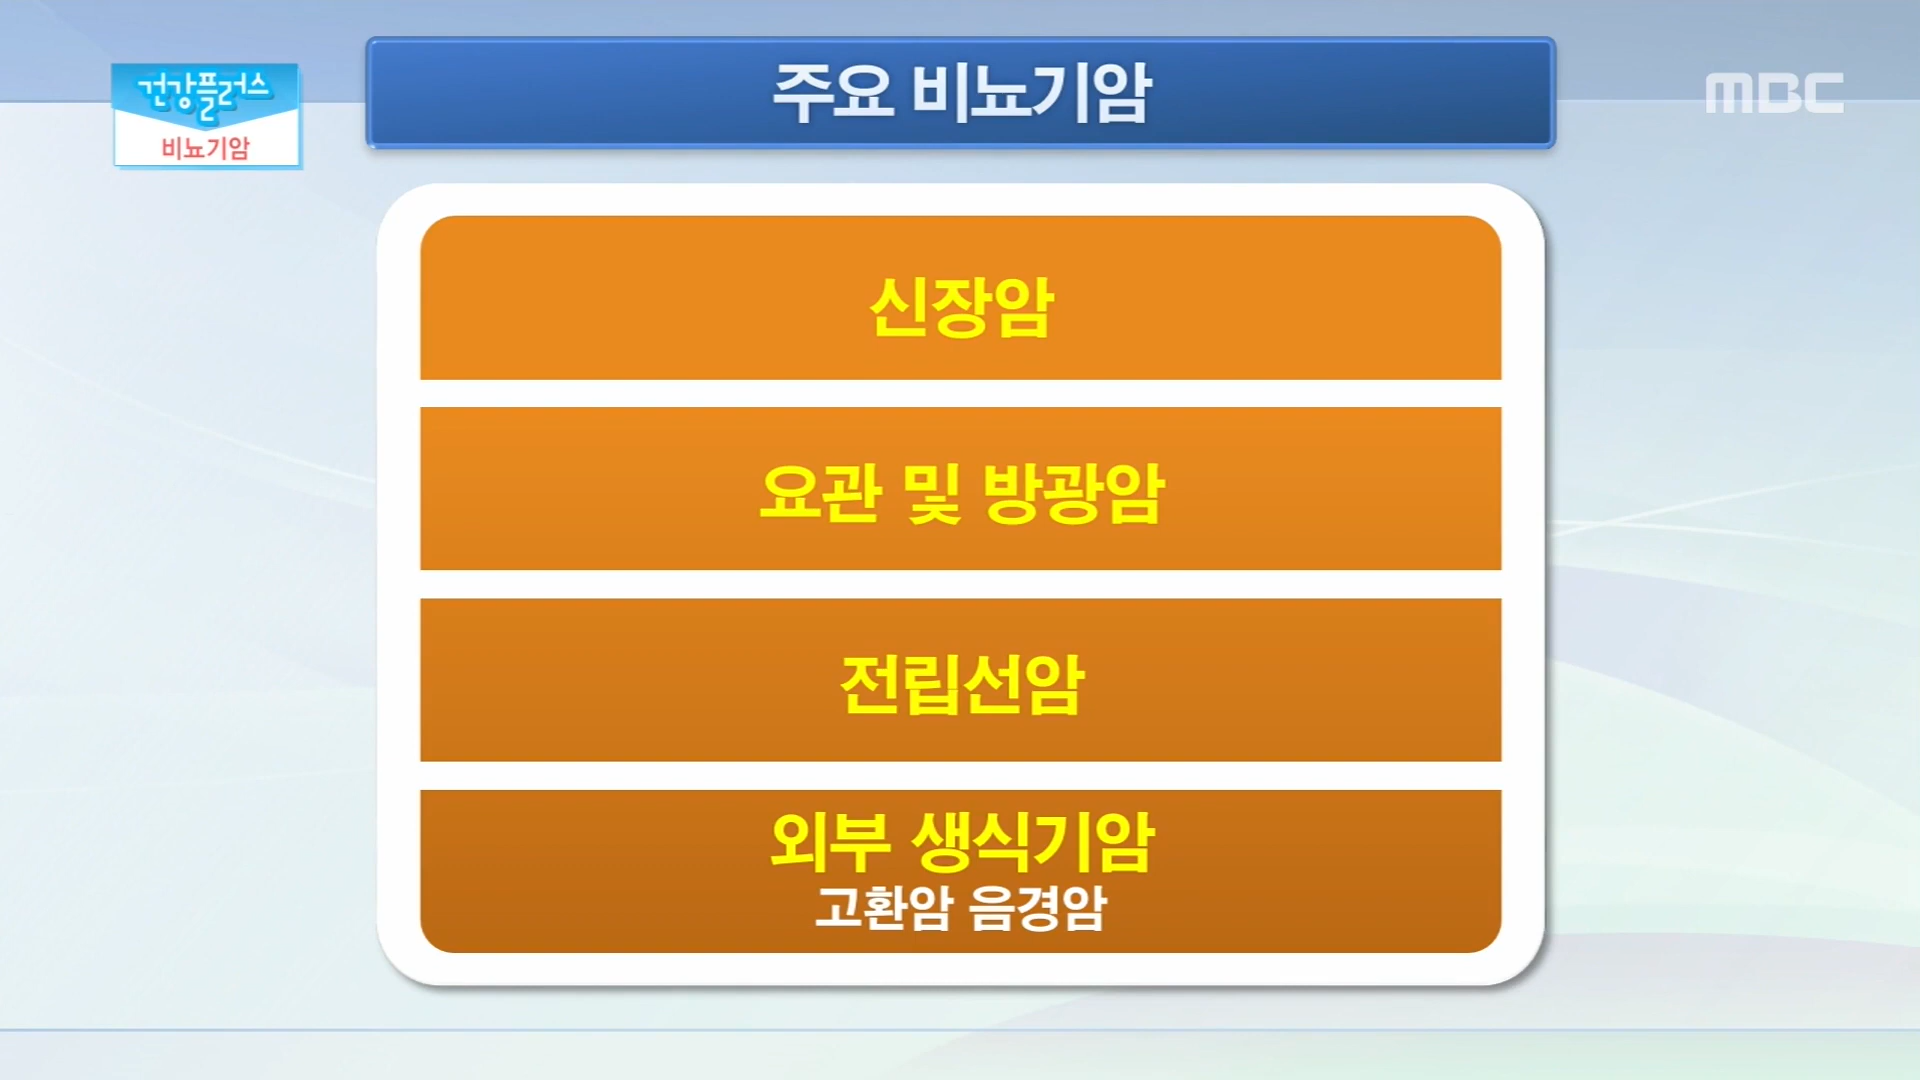 주요 비뇨기암
건강플러스
비뇨기암
MBC
신장암
요관 및 방광암
전립선암
외부 생식기암
고환암 음경암